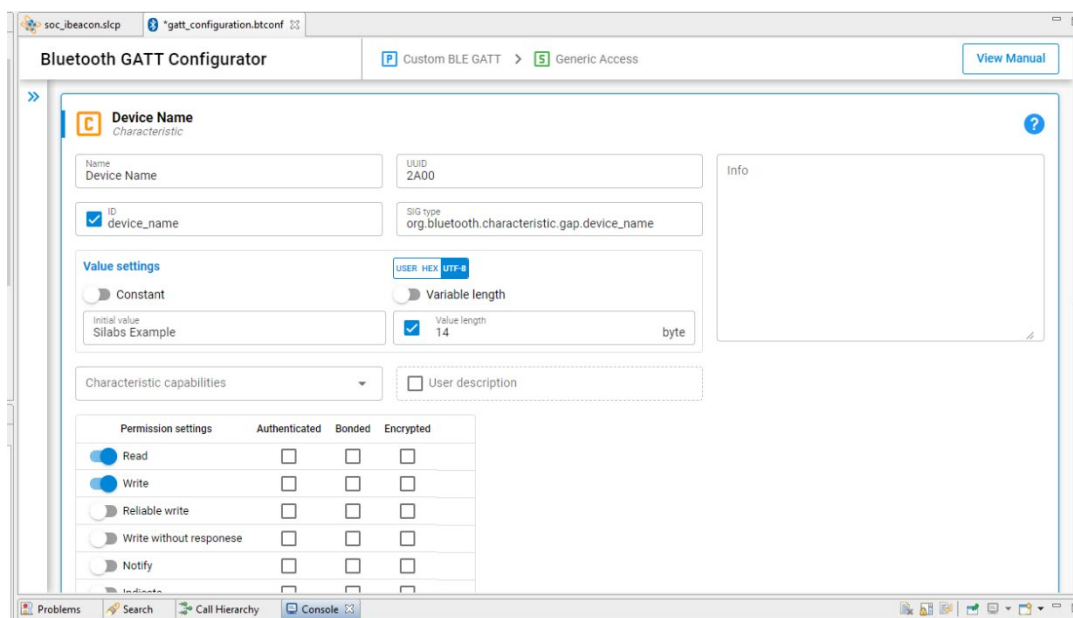 soc_ibeacon.slcp
*gatt_configuration.btconf
Bluetooth GATT Configurator
P Custom BLE GATT > S Generic Access
View Manual
C
Device Name
Characteristic
?
Name
Device Name
UUID
2A00
Info
ID
device_name
SIG type
org.bluetooth.characteristic.gap.device_name
Value settings
USER HEX UTF-8
Constant
Variable length
Initial value
Silabs Example
Value length
14
byte
Characteristic capabilities
User description
Permission settings Authenticated Bonded Encrypted
Read
Write
Reliable write
Write without responese
Notify
Indicate
Problems Search Call Hierarchy Console